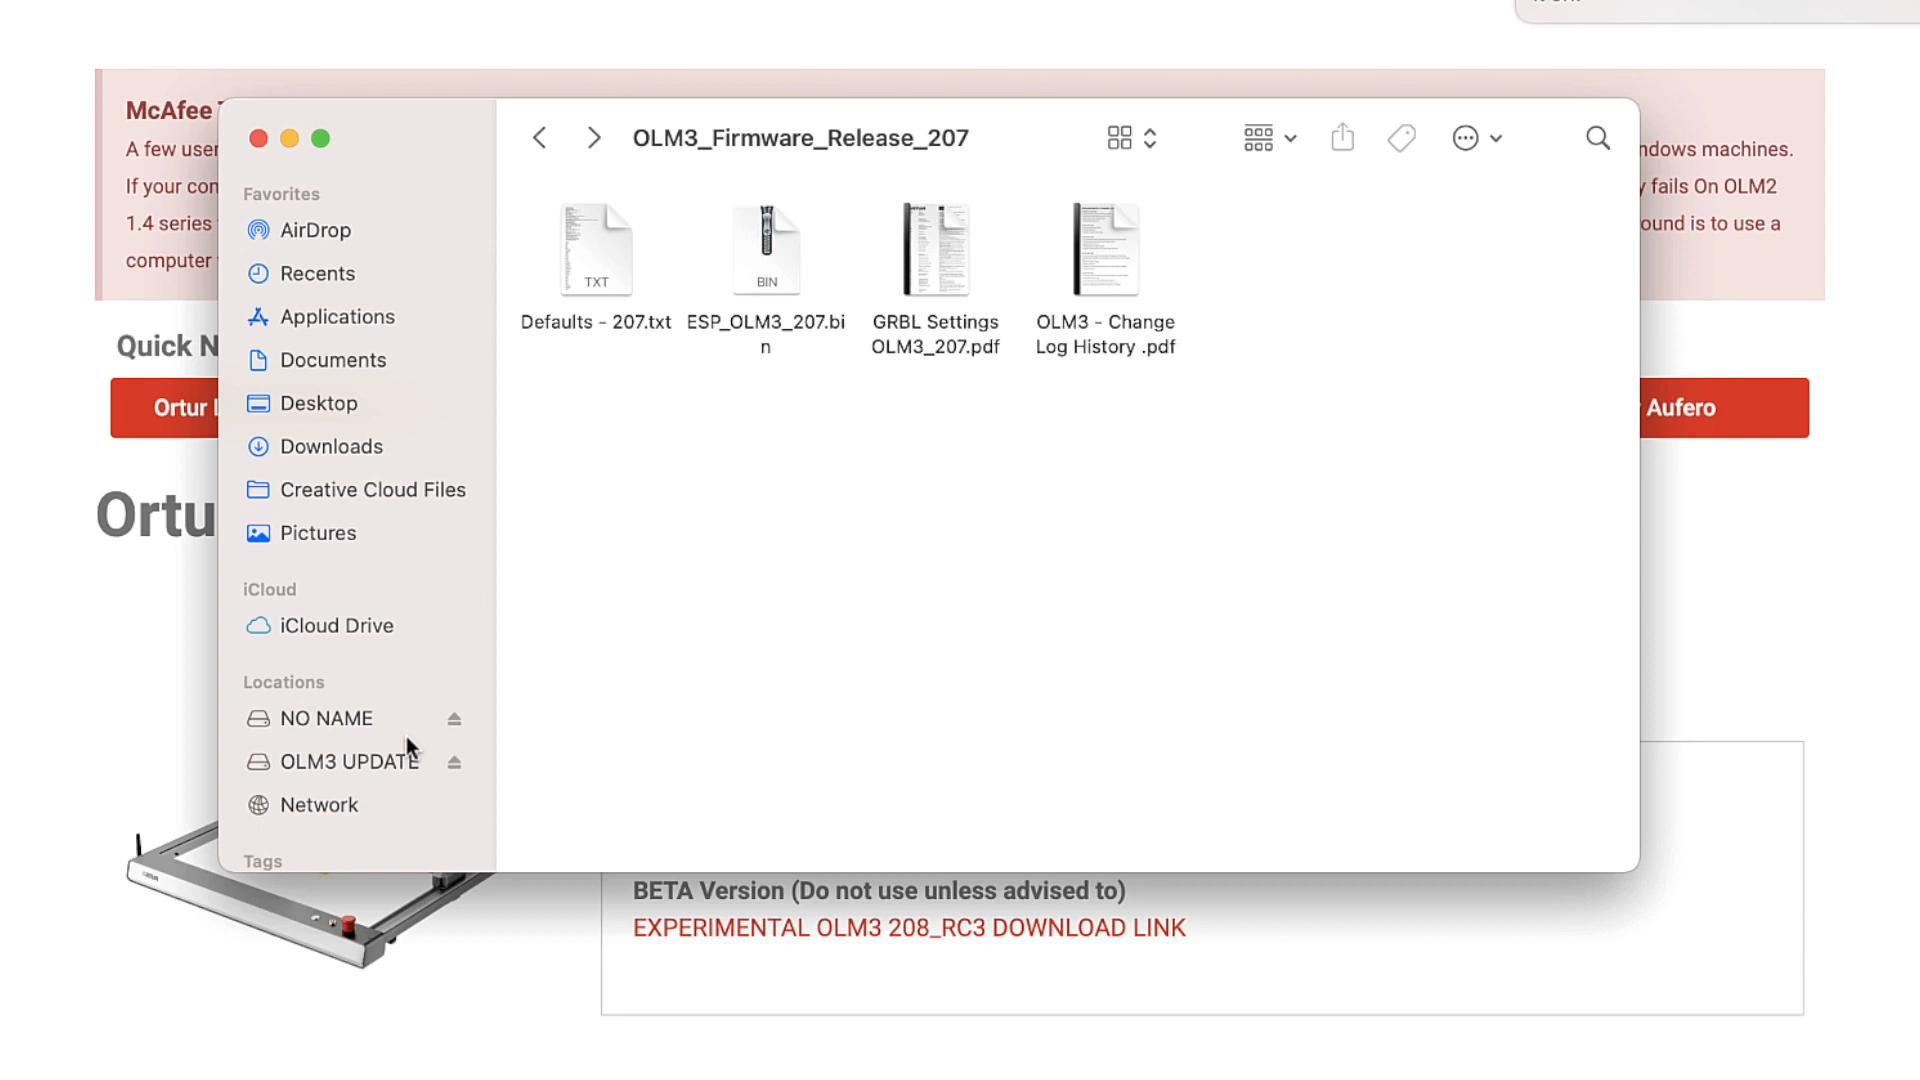 McAfee
A few user
If your con
1.4 series
computer
ndows machines.
y fails On OLM2
ound is to use a
Quick N
Ortur L
Aufero
Ortu
OLM3_Firmware_Release_207
Favorites
AirDrop
Recents
Applications
Documents
Desktop
Downloads
Creative Cloud Files
Pictures
iCloud
iCloud Drive
Locations
NO NAME
OLM3 UPDATE
Network
Tags
TXT
BIN
Defaults - 207.txt
ESP_OLM3_207.bi
n
GRBL Settings
OLM3_207.pdf
OLM3 - Change
Log History .pdf
BETA Version (Do not use unless advised to)
EXPERIMENTAL OLM3 208_RC3 DOWNLOAD LINK